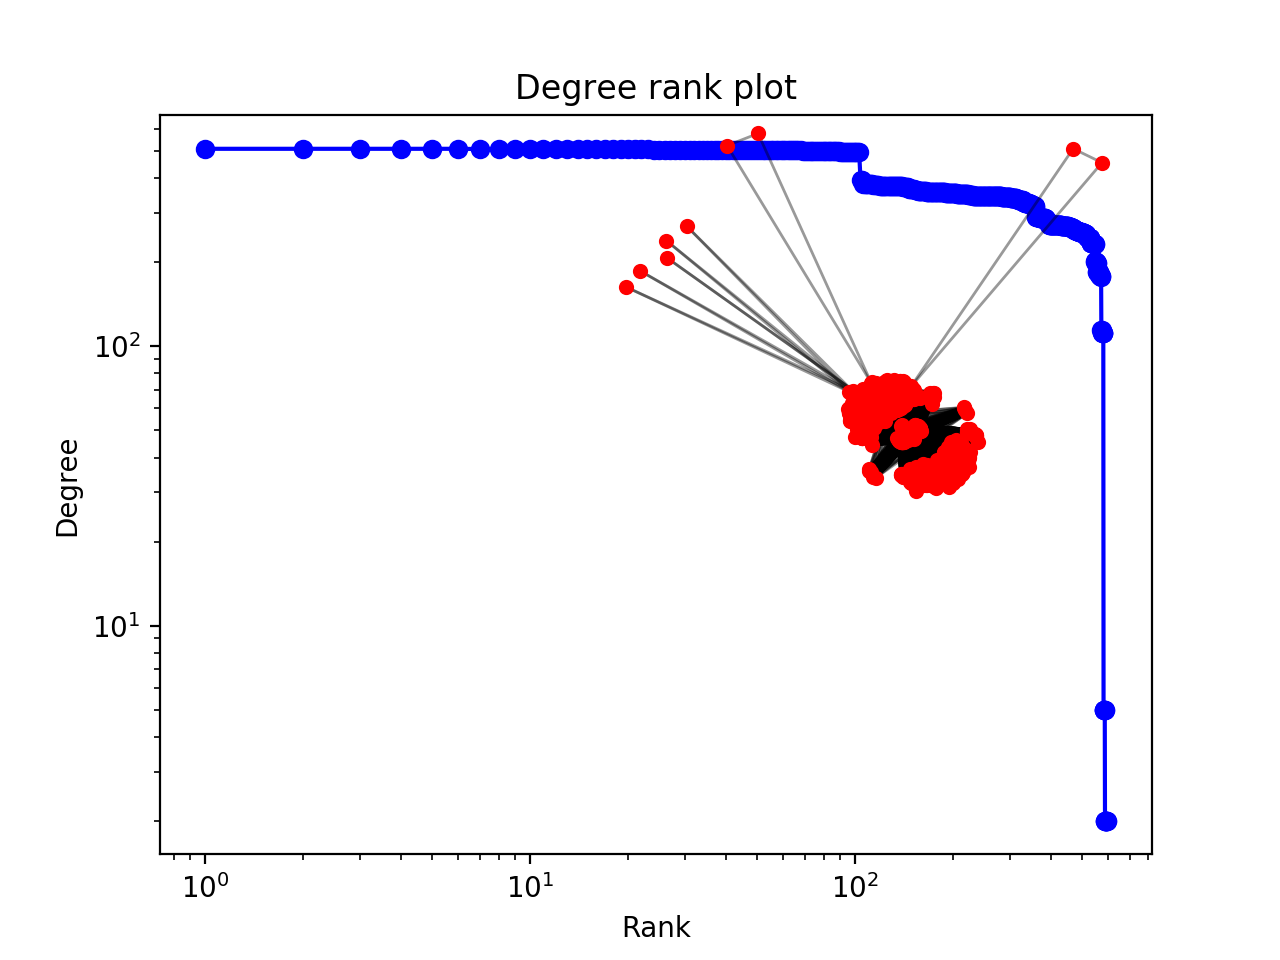 Degree rank plot
Degree
10²
10¹
10⁰ 10¹ 10²
Rank